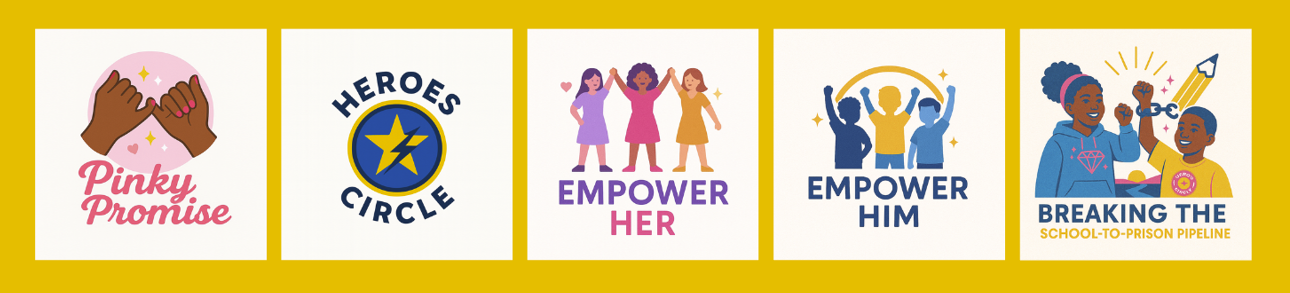 Pinky
Promise
HEROES
CIRCLE
EMPOWER
HER
EMPOWER
HIM
BREAKING THE
SCHOOL-TO-PRISON PIPELINE